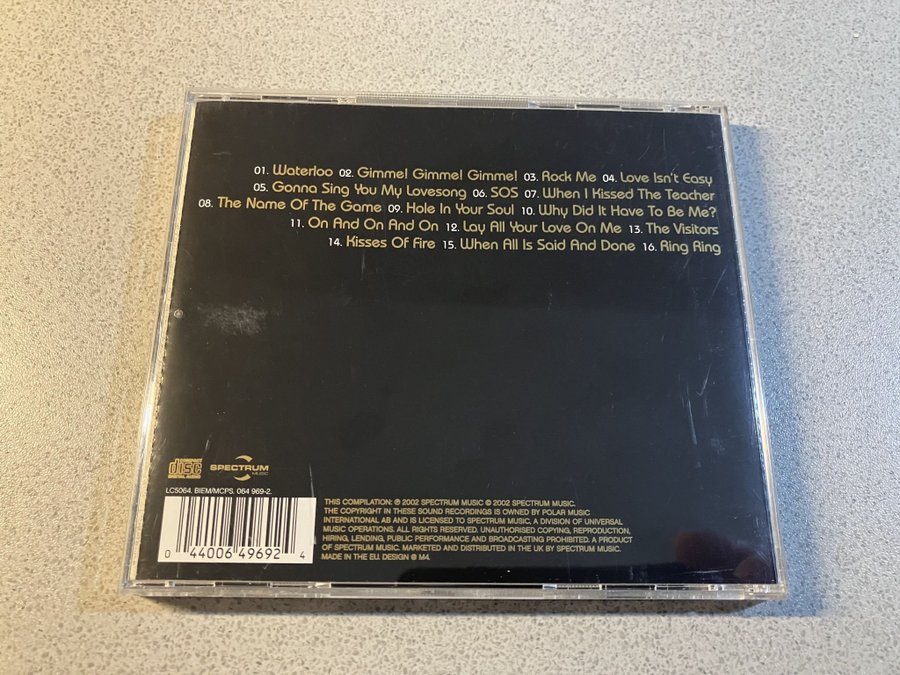 01. Waterloo 02. Gimme! Gimme! Gimme! 03. Rock Me 04. Love Isn't Easy
05. Gonna Sing You My Lovesong 06. SOS 07. When I Kissed The Teacher
08. The Name Of The Game 09. Hole In Your Soul 10. Why Did It Have To Be Me?
11. On And On And On 12. Lay All Your Love On Me 13. The Visitors
14. Kisses Of Fire 15. When All Is Said And Done 16. Ring Ring
COMPACT
disc
DIGITAL AUDIO
SPECTRUM
MUSIC
LC5064. BIEM/MCPS. 064 969-2.
0 44006 49692 4
THIS COMPILATION: ℗ 2002 SPECTRUM MUSIC © 2002 SPECTRUM MUSIC.
THE COPYRIGHT IN THESE SOUND RECORDINGS IS OWNED BY POLAR MUSIC
INTERNATIONAL AB AND IS LICENSED TO SPECTRUM MUSIC, A DIVISION OF UNIVERSAL
MUSIC OPERATIONS. ALL RIGHTS RESERVED. UNAUTHORISED COPYING, REPRODUCTION,
HIRING, LENDING, PUBLIC PERFORMANCE AND BROADCASTING PROHIBITED. A PRODUCT
OF SPECTRUM MUSIC. MARKETED AND DISTRIBUTED IN THE UK BY SPECTRUM MUSIC.
MADE IN THE EU. DESIGN @ M4.